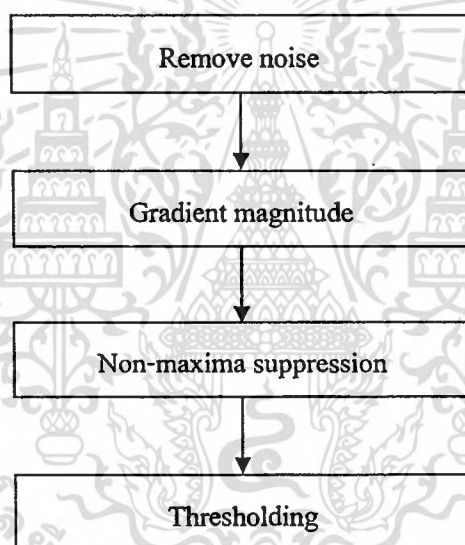 Remove noise
Gradient magnitude
Non-maxima suppression
Thresholding